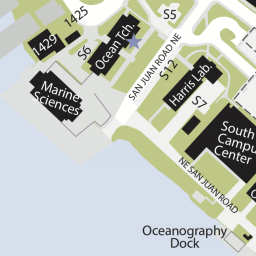 1425
S5
1429
S6
Ocean Tch.
SAN JUAN ROAD NE
S12
Harris Lab.
S7
Marine
Sciences
South
Campus
Center
NE SAN JUAN ROAD
Oceanography
Dock